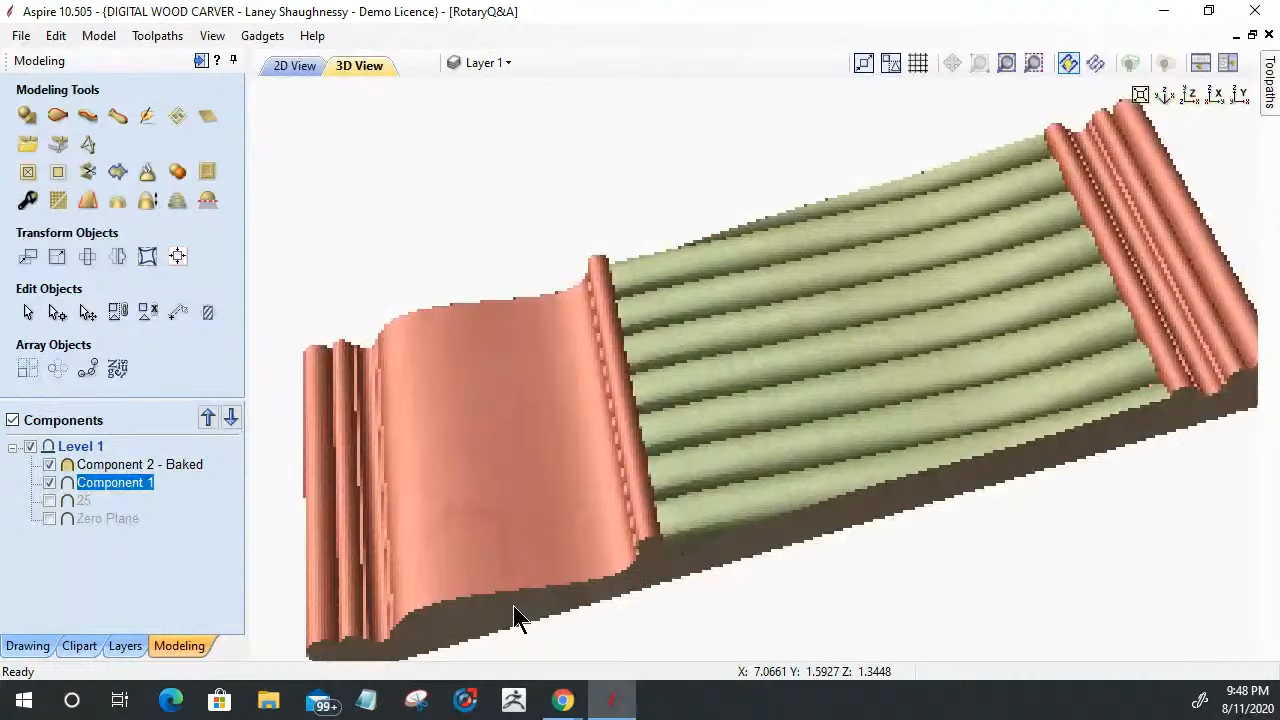 Aspire 10.505 - {DIGITAL WOOD CARVER - Laney Shaughnessy - Demo Licence} - [RotaryQ&A]
File Edit Model Toolpaths View Gadgets Help
Modeling
2D View 3D View Layer 1
Toolpaths
Modeling Tools
Transform Objects
Edit Objects
Array Objects
Components
Level 1
Component 2 - Baked
Component 1
25
Zero Plane
Drawing Clipart Layers Modeling
Ready X: 7.0661 Y: 1.5927 Z: 1.3448
99+
9:48 PM
8/11/2020